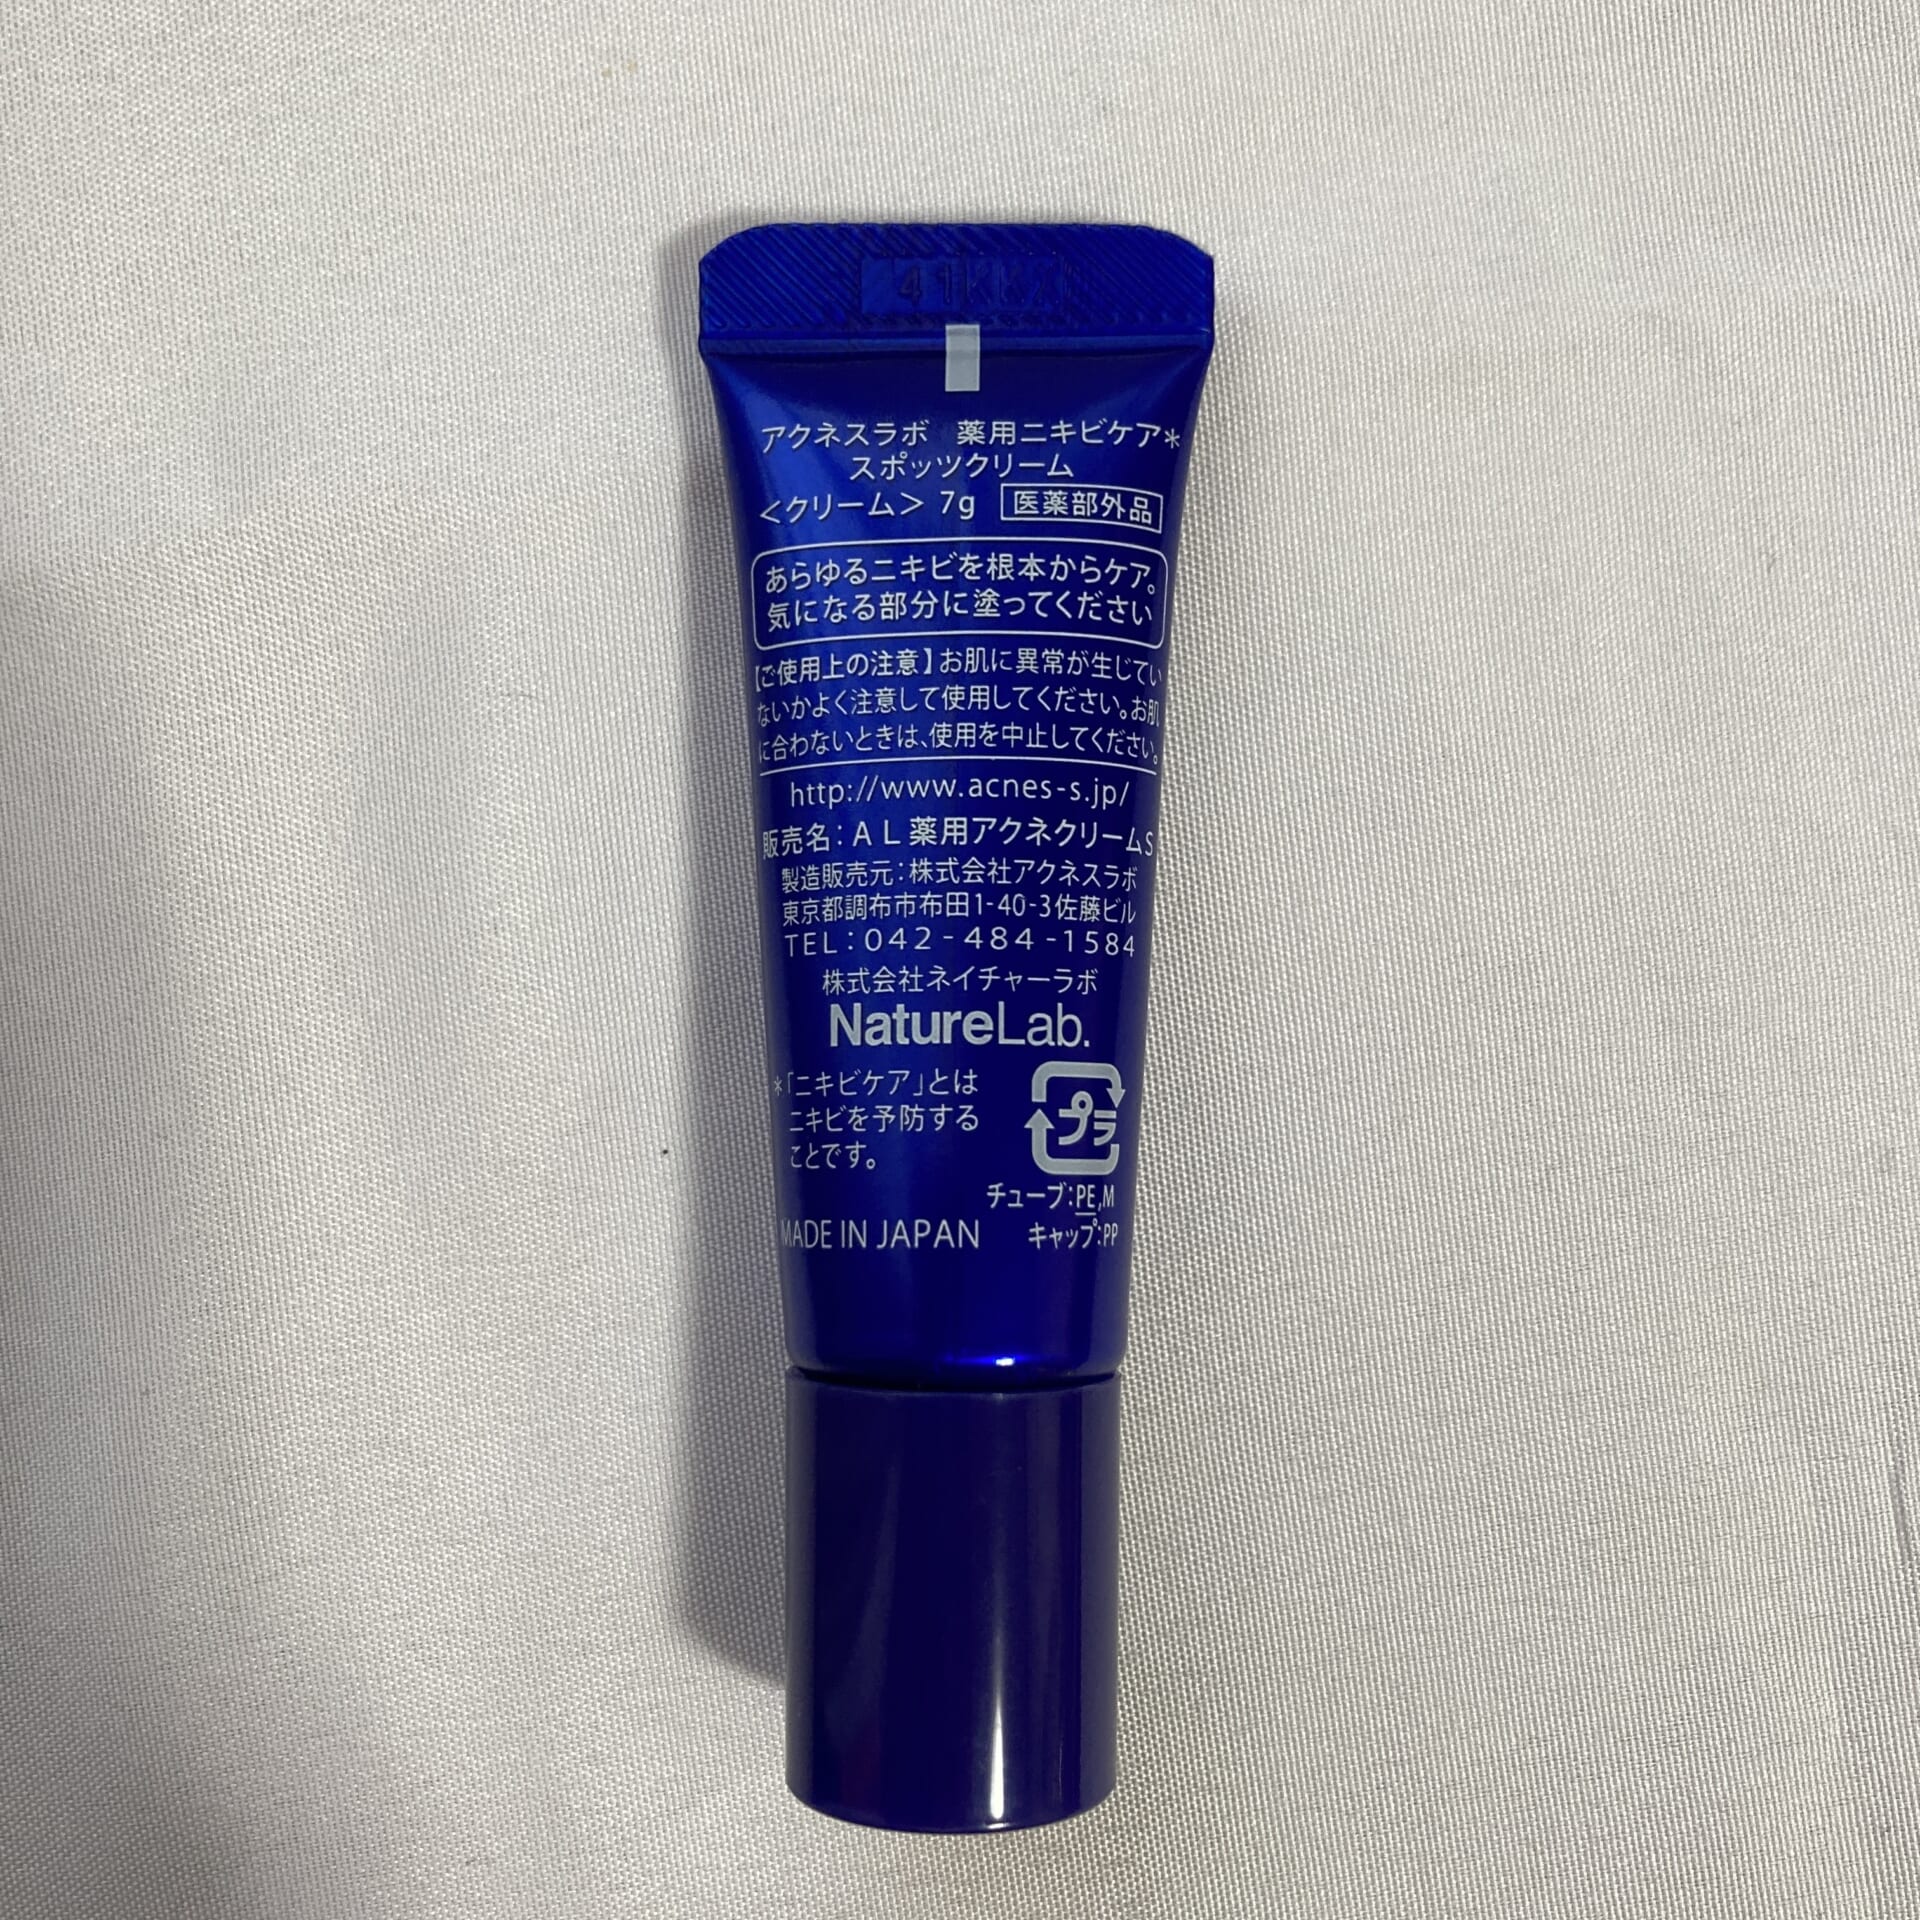 アクネスラボ 薬用ニキビケア＊
スポッツクリーム
＜クリーム＞ 7g 医薬部外品
あらゆるニキビを根本からケア。
気になる部分に塗ってください
【ご使用上の注意】お肌に異常が生じてい
ないかよく注意して使用してください。お肌
に合わないときは、使用を中止してください。
http://www.acnes-s.jp/
販売名：ＡＬ薬用アクネクリームS
製造販売元：株式会社アクネスラボ
東京都調布市布田1-40-3佐藤ビル
TEL：042-484-1584
株式会社ネイチャーラボ
NatureLab.
＊「ニキビケア」とは
ニキビを予防する
ことです。
プラ
チューブ：PE,M
キャップ：PP
MADE IN JAPAN